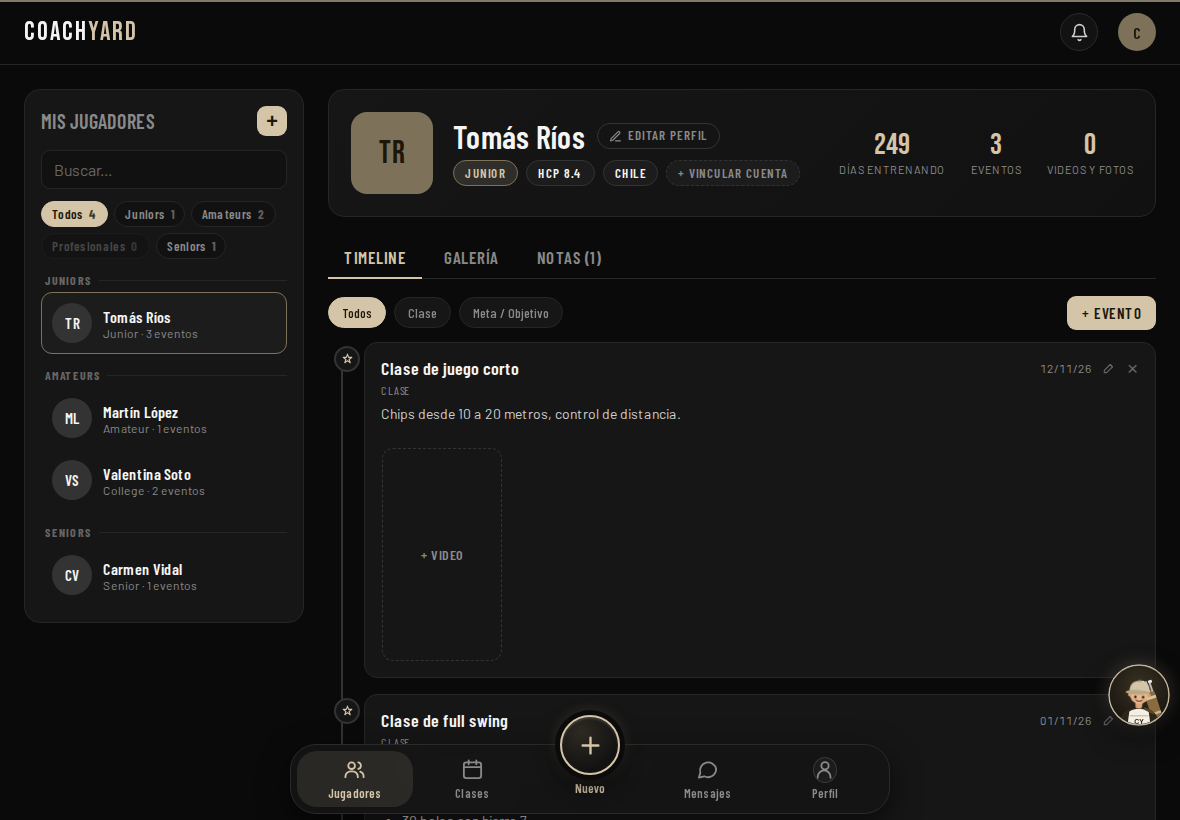 COACHYARD
C
MIS JUGADORES
+
Buscar...
Todos 4
Juniors 1
Amateurs 2
Profesionales 0
Seniors 1
JUNIORS
TR
Tomás Ríos
Junior · 3 eventos
AMATEURS
ML
Martín López
Amateur · 1 eventos
VS
Valentina Soto
College · 2 eventos
SENIORS
CV
Carmen Vidal
Senior · 1 eventos
TR
Tomás Ríos
EDITAR PERFIL
JUNIOR
HCP 8.4
CHILE
+ VINCULAR CUENTA
249
DÍAS ENTRENANDO
3
EVENTOS
0
VIDEOS Y FOTOS
TIMELINE
GALERÍA
NOTAS (1)
Todos
Clase
Meta / Objetivo
+ EVENTO
Clase de juego corto
12/11/26
CLASE
Chips desde 10 a 20 metros, control de distancia.
+ VIDEO
Clase de full swing
01/11/26
CLASE
CY
Jugadores
Clases
Nuevo
Mensajes
Perfil